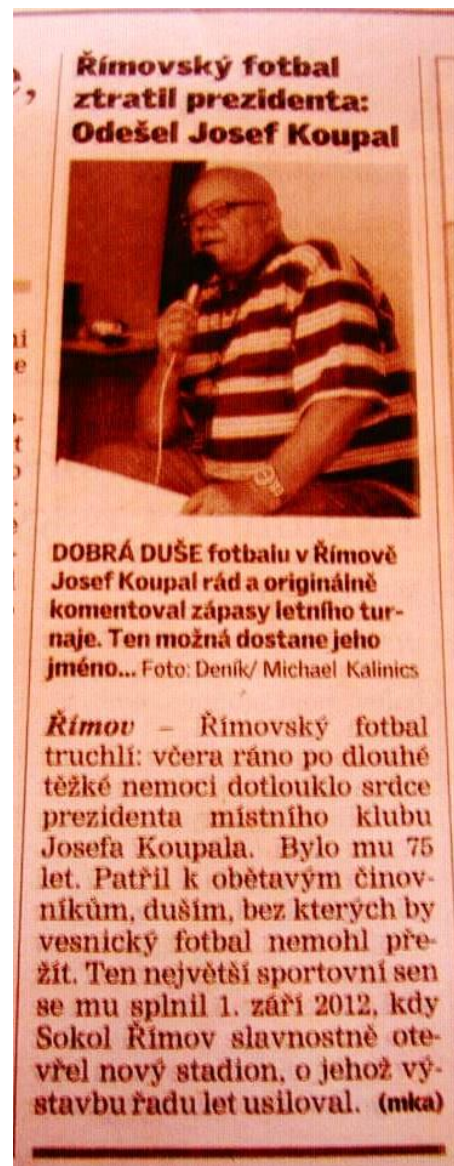 Římovský fotbal
ztratil prezidenta:
Odešel Josef Koupal
DOBRÁ DUŠE fotbalu v Římově
Josef Koupal rád a originálně
komentoval zápasy letního tur-
naje. Ten možná dostane jeho
jméno... Foto: Deník/ Michael Kalinics
Římov – Římovský fotbal
truchlí: včera ráno po dlouhé
těžké nemoci dotlouklo srdce
prezidenta místního klubu
Josefa Koupala. Bylo mu 75
let. Patřil k obětavým činov-
níkům, duším, bez kterých by
vesnický fotbal nemohl pře-
žít. Ten největší sportovní sen
se mu splnil 1. září 2012, kdy
Sokol Římov slavnostně ote-
vřel nový stadion, o jehož vý-
stavbu řadu let usiloval. (mka)